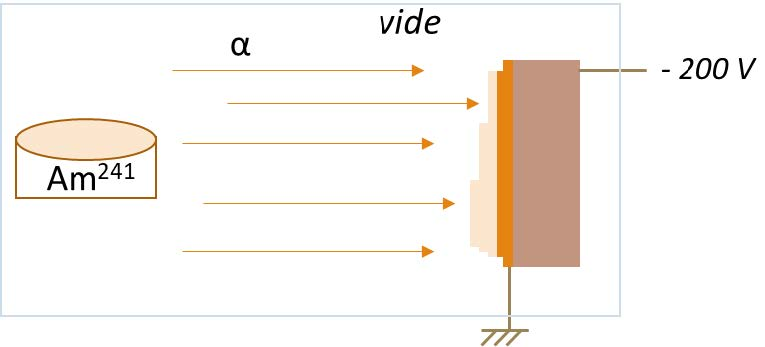 vide
α
- 200 V
Am²⁴¹